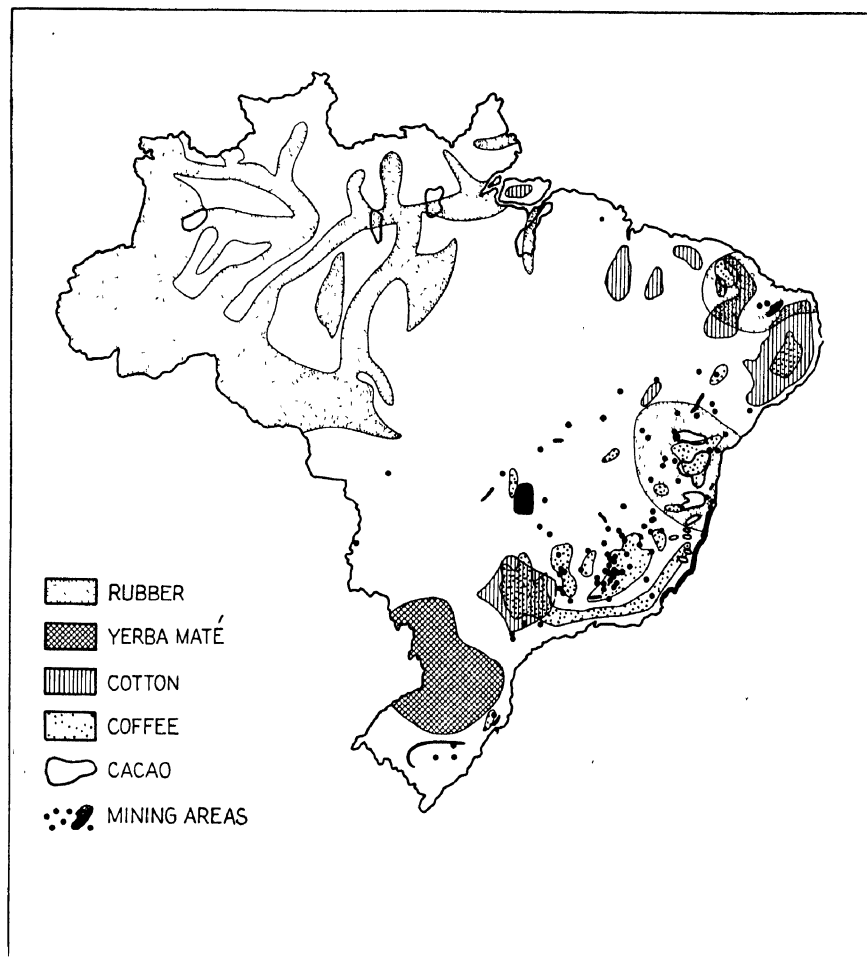 RUBBER
YERBA MATÉ
COTTON
COFFEE
CACAO
MINING AREAS